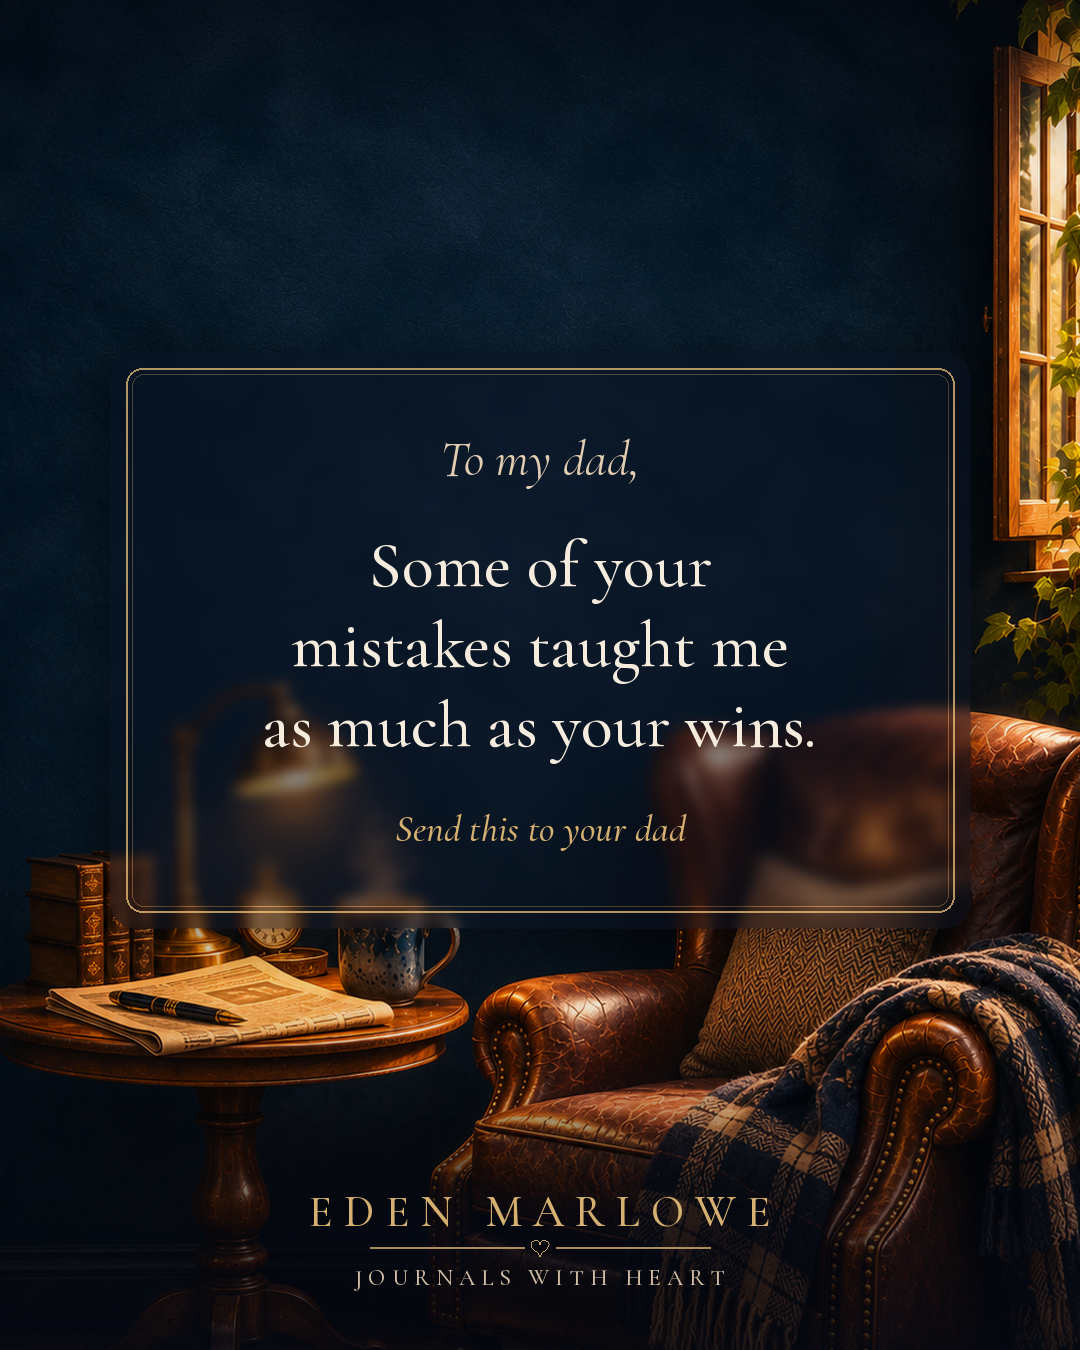 To my dad,
Some of your
mistakes taught me
as much as your wins.
Send this to your dad
EDEN MARLOWE
JOURNALS WITH HEART